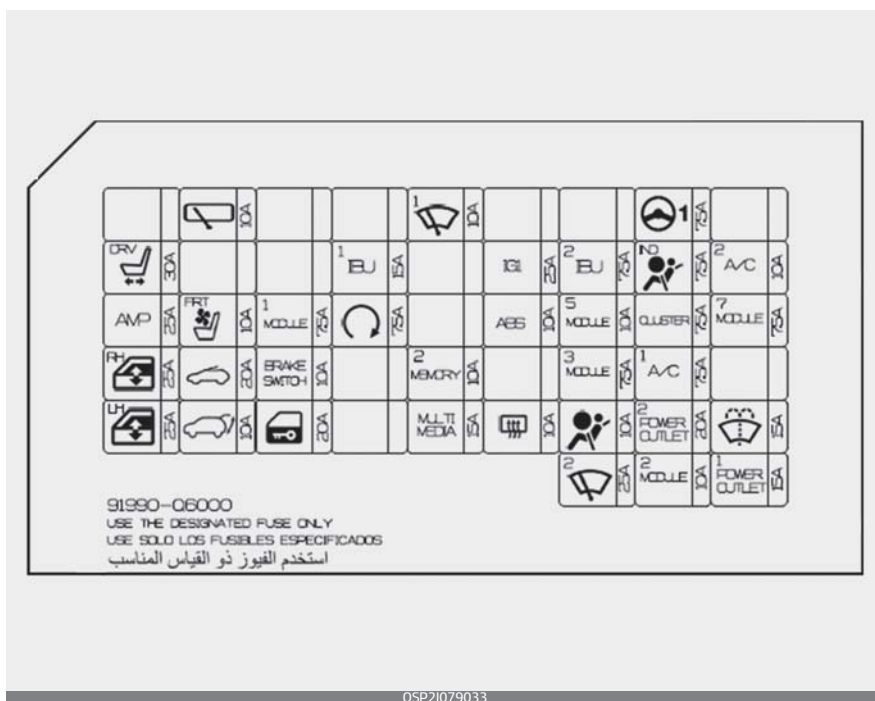 10A 1 10A 1 7.5A
DRV 30A 1 IBU 15A IG1 25A 2 IBU 7.5A IND 7.5A 2 A/C 10A
AMP 25A FRT 10A 1 MODULE 7.5A 7.5A ABS 10A 5 MODULE 10A CLUSTER 7.5A 7 MODULE 7.5A
RH 25A 20A BRAKE SWITCH 10A 2 MEMORY 10A 3 MODULE 7.5A 1 A/C 7.5A
LH 25A 10A 20A MULTI MEDIA 15A 10A 10A 2 POWER OUTLET 20A 15A
2 25A 2 MODULE 10A 1 POWER OUTLET 15A
91990-Q6000
USE THE DESIGNATED FUSE ONLY
USE SOLO LOS FUSIBLES ESPECIFICADOS
استخدم الفيوز ذو القياس المناسب
OSP2I079033